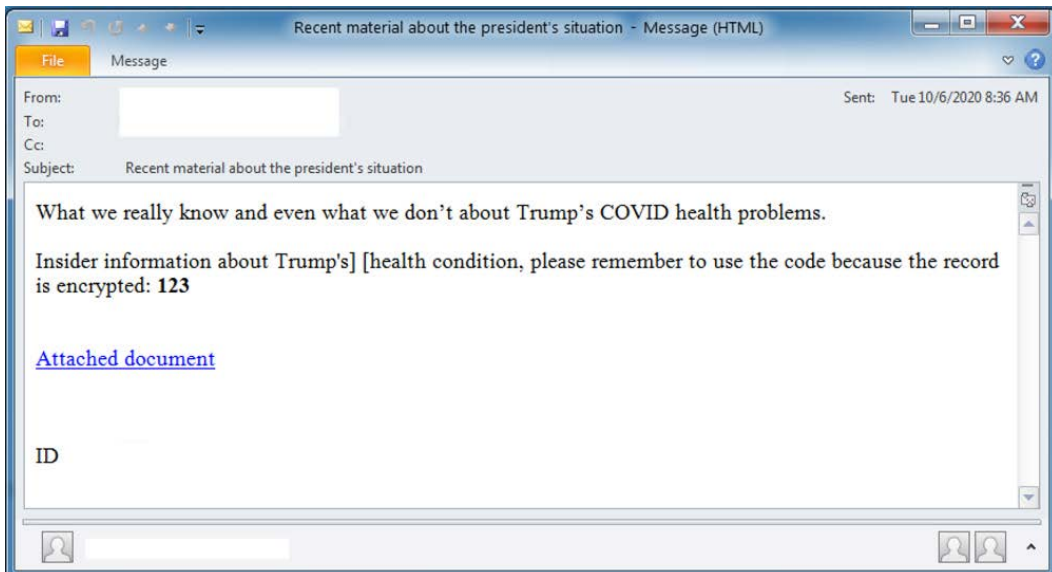 Recent material about the president's situation - Message (HTML)
File Message
From:
Sent: Tue 10/6/2020 8:36 AM
To:
Cc:
Subject: Recent material about the president's situation
What we really know and even what we don’t about Trump’s COVID health problems.
Insider information about Trump's] [health condition, please remember to use the code because the record
is encrypted: 123
Attached document
ID